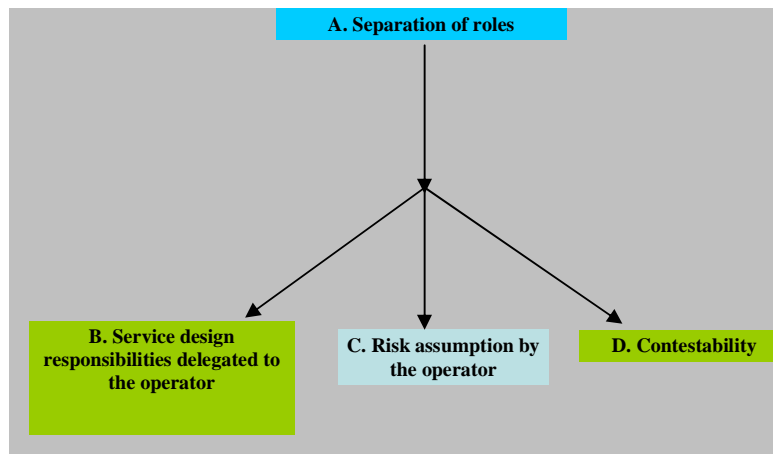 A. Separation of roles
B. Service design
responsibilities delegated to
the operator
C. Risk assumption by
the operator
D. Contestability